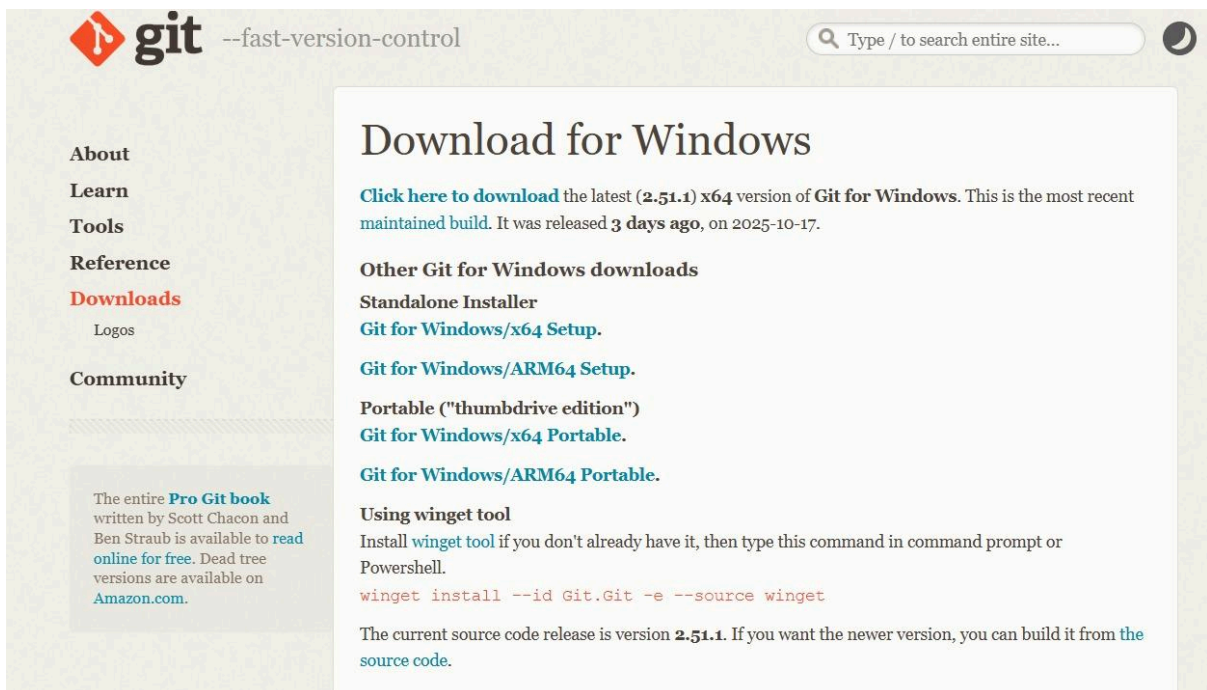 git --fast-version-control
Type / to search entire site...
About
Learn
Tools
Reference
Downloads
Logos
Community
The entire Pro Git book
written by Scott Chacon and
Ben Straub is available to read
online for free. Dead tree
versions are available on
Amazon.com.
Download for Windows
Click here to download the latest (2.51.1) x64 version of Git for Windows. This is the most recent
maintained build. It was released 3 days ago, on 2025-10-17.
Other Git for Windows downloads
Standalone Installer
Git for Windows/x64 Setup.
Git for Windows/ARM64 Setup.
Portable ("thumbdrive edition")
Git for Windows/x64 Portable.
Git for Windows/ARM64 Portable.
Using winget tool
Install winget tool if you don't already have it, then type this command in command prompt or
Powershell.
winget install --id Git.Git -e --source winget
The current source code release is version 2.51.1. If you want the newer version, you can build it from the
source code.